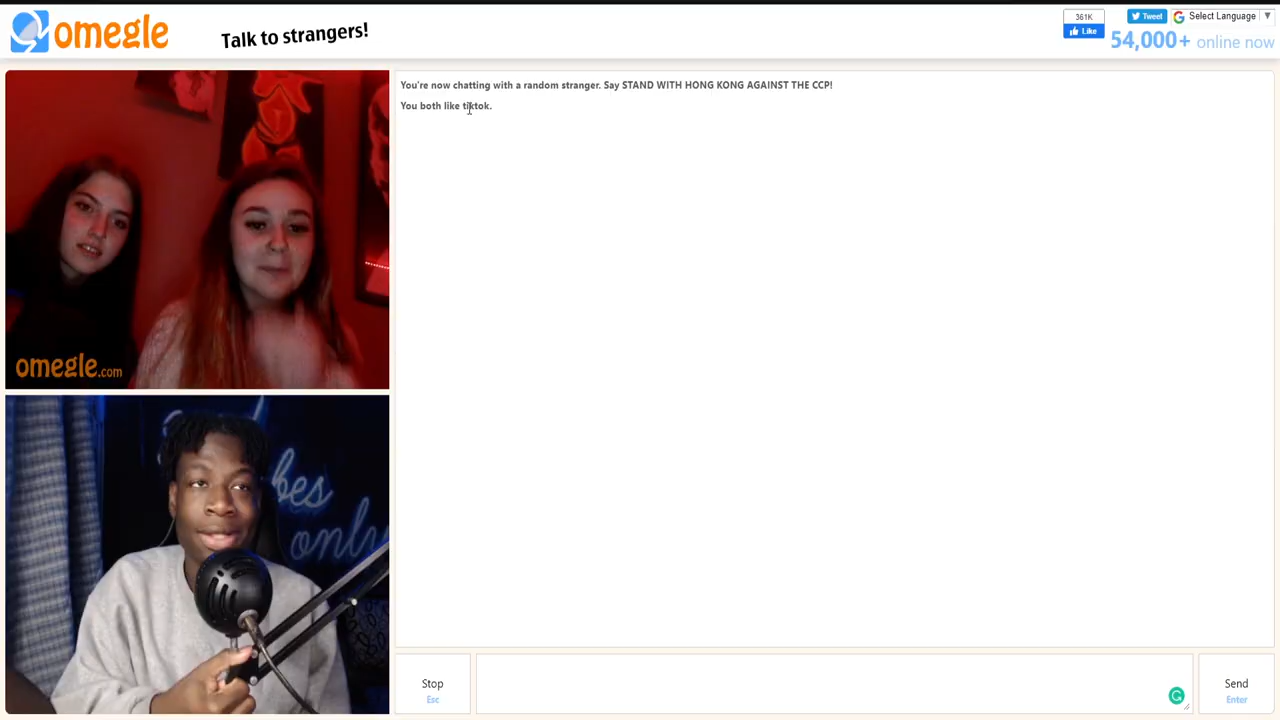 omegle
Talk to strangers!
361K
Like
Tweet
Select Language
54,000+ online now
You're now chatting with a random stranger. Say STAND WITH HONG KONG AGAINST THE CCP!
You both like tiktok.
omegle.com
bes
only
Stop
Esc
Send
Enter